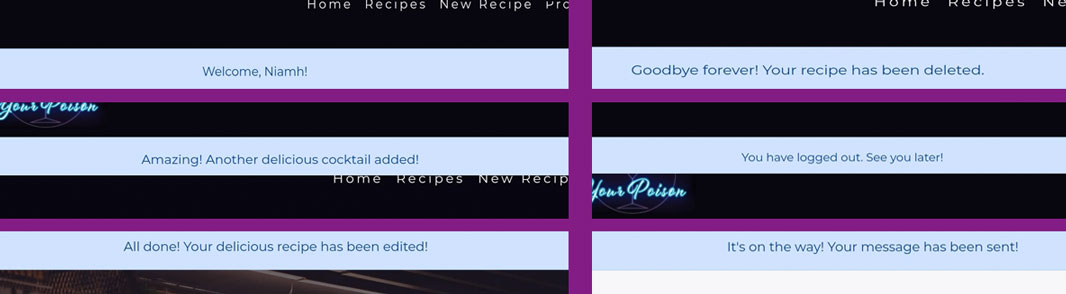 Home Recipes New Recipe Pro
Welcome, Niamh!
Your Poison
Amazing! Another delicious cocktail added!
Home Recipes New Recip
All done! Your delicious recipe has been edited!
Home Recipes Ne
Goodbye forever! Your recipe has been deleted.
You have logged out. See you later!
Your Poison
It's on the way! Your message has been sent!